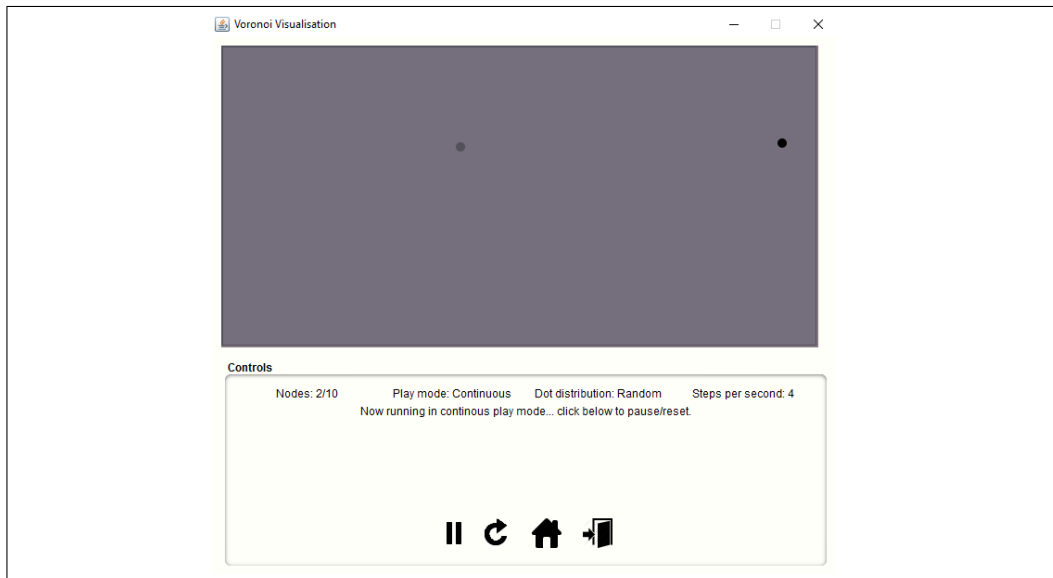 Voronoi Visualisation
Controls
Nodes: 2/10 Play mode: Continuous Dot distribution: Random Steps per second: 4
Now running in continous play mode... click below to pause/reset.